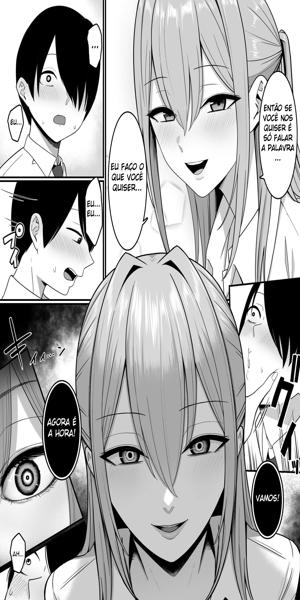 ...
ENTÃO SE
VOCÊ NOS
QUISER É
SÓ FALAR
A PALAVRA...
EU...
EU FAÇO O
QUE VOCÊ
QUISER...
EU...
EU...
AGORA É
A HORA!
VAMOS!
AH...